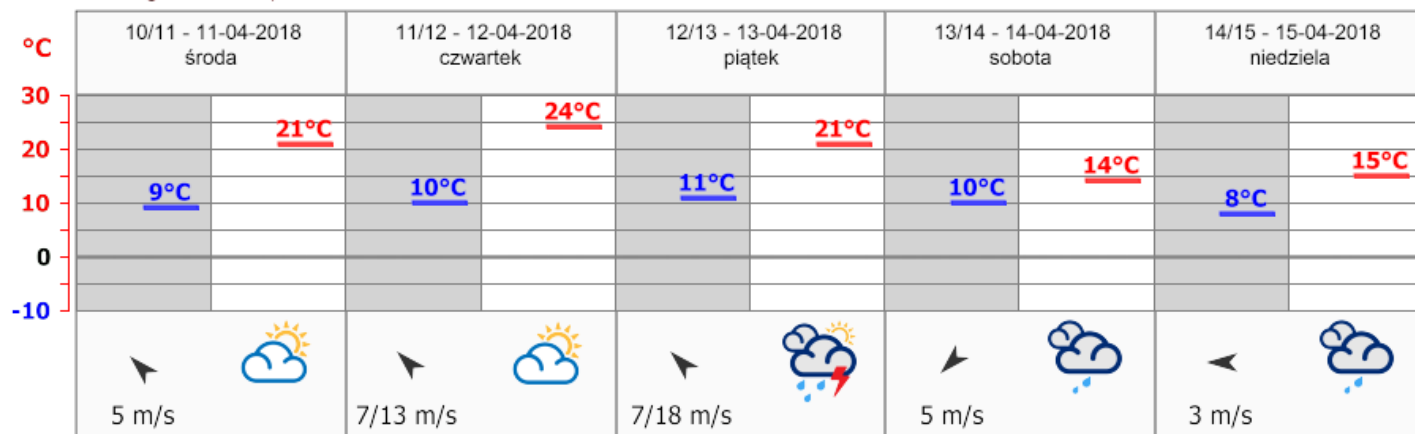 10/11 - 11-04-2018
środa
11/12 - 12-04-2018
czwartek
12/13 - 13-04-2018
piątek
13/14 - 14-04-2018
sobota
14/15 - 15-04-2018
niedziela
°C
30
20
10
0
-10
9°C
21°C
10°C
24°C
11°C
21°C
10°C
14°C
8°C
15°C
5 m/s
7/13 m/s
7/18 m/s
5 m/s
3 m/s